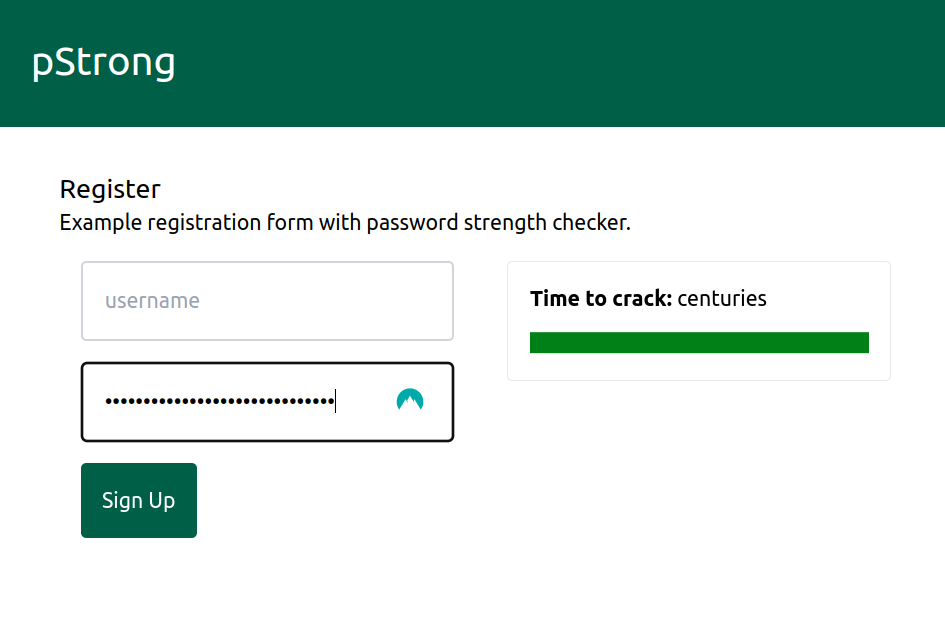 pStrong
Register
Example registration form with password strength checker.
username
Time to crack: centuries
••••••••••••••••••••••••••••••
Sign Up